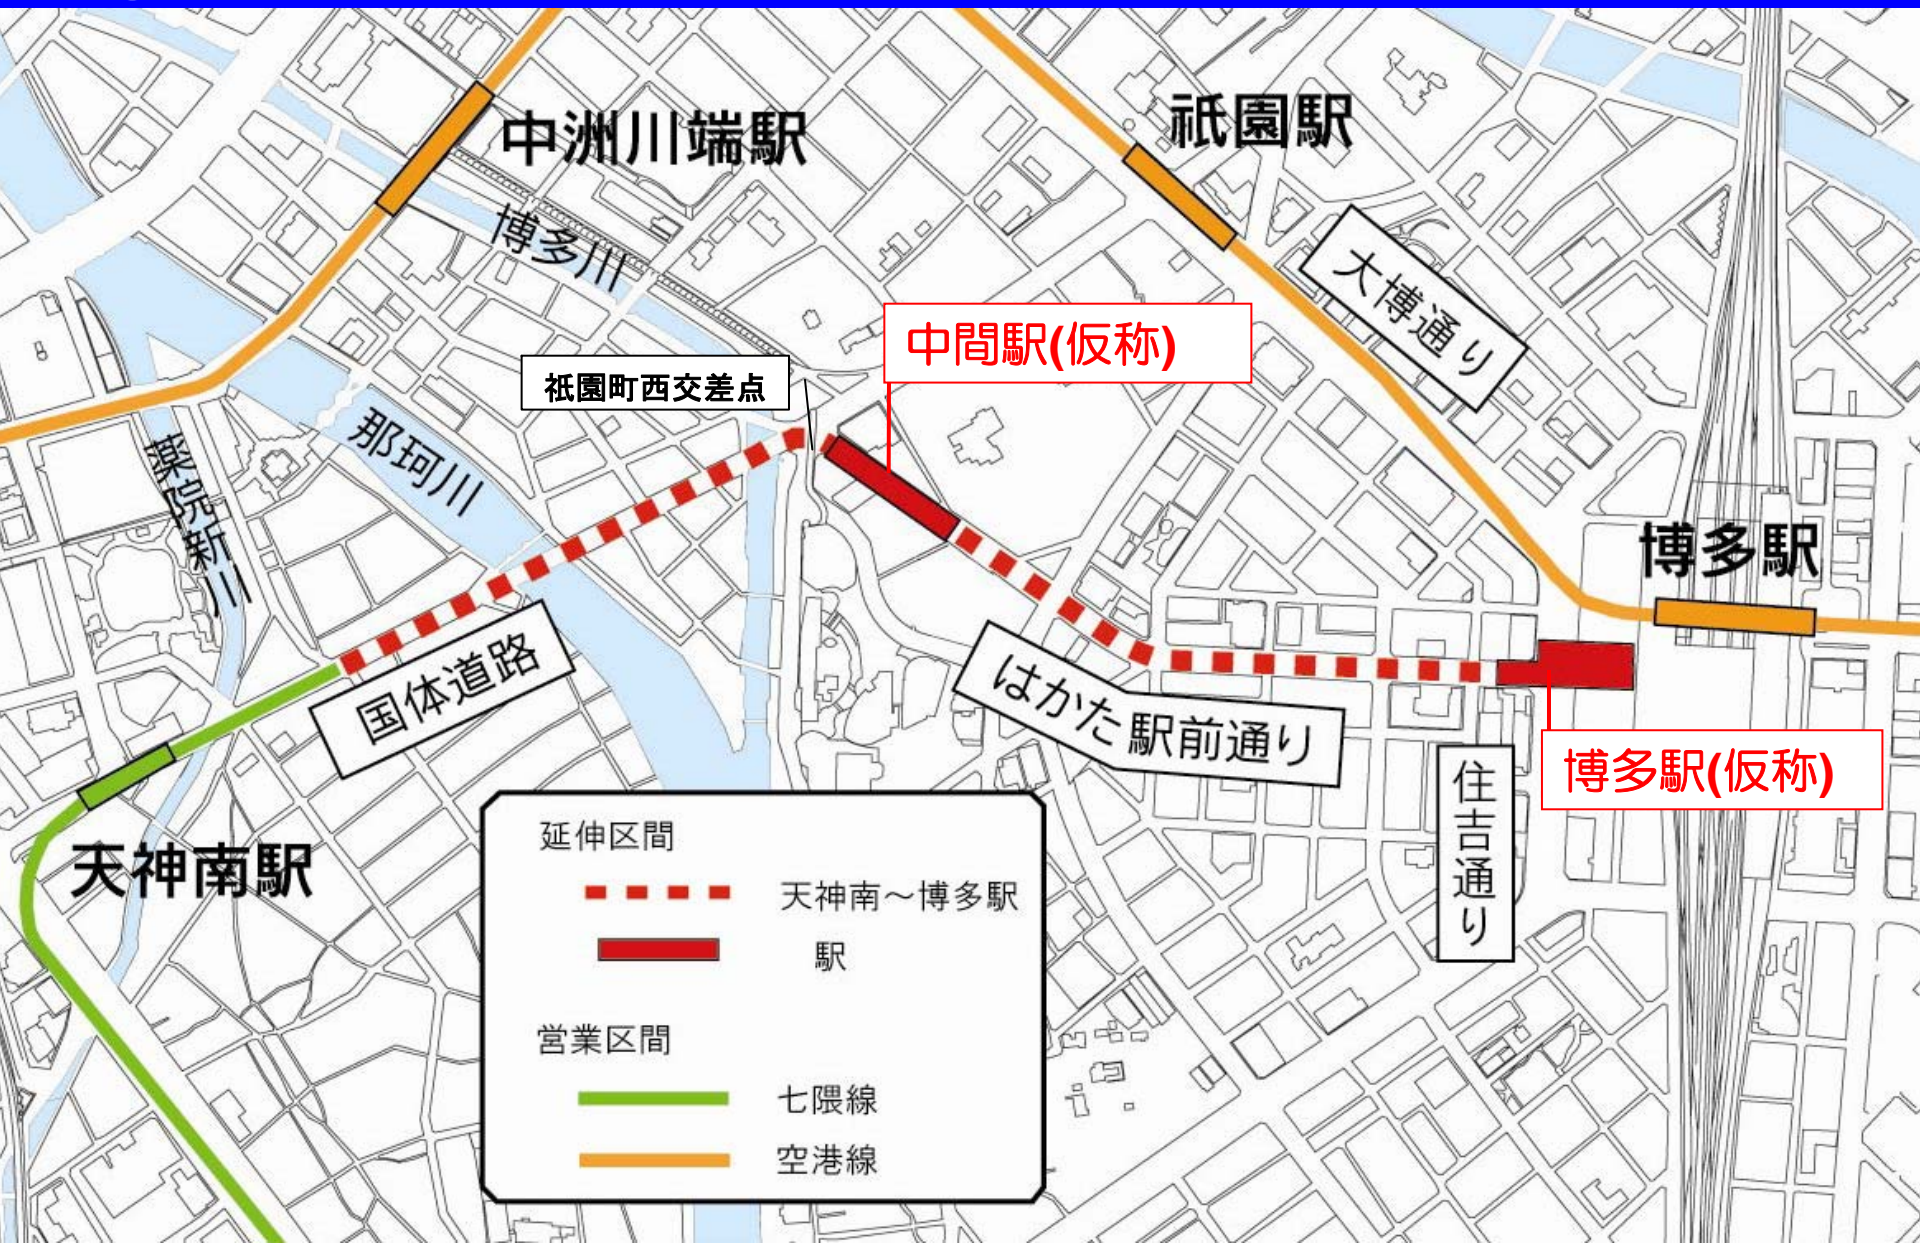 中洲川端駅
祇園駅
博多川
大博通り
中間駅(仮称)
祇園町西交差点
那珂川
薬院新川
博多駅
国体道路
はかた駅前通り
博多駅(仮称)
住吉通り
天神南駅
延伸区間
天神南～博多駅
駅
営業区間
七隈線
空港線